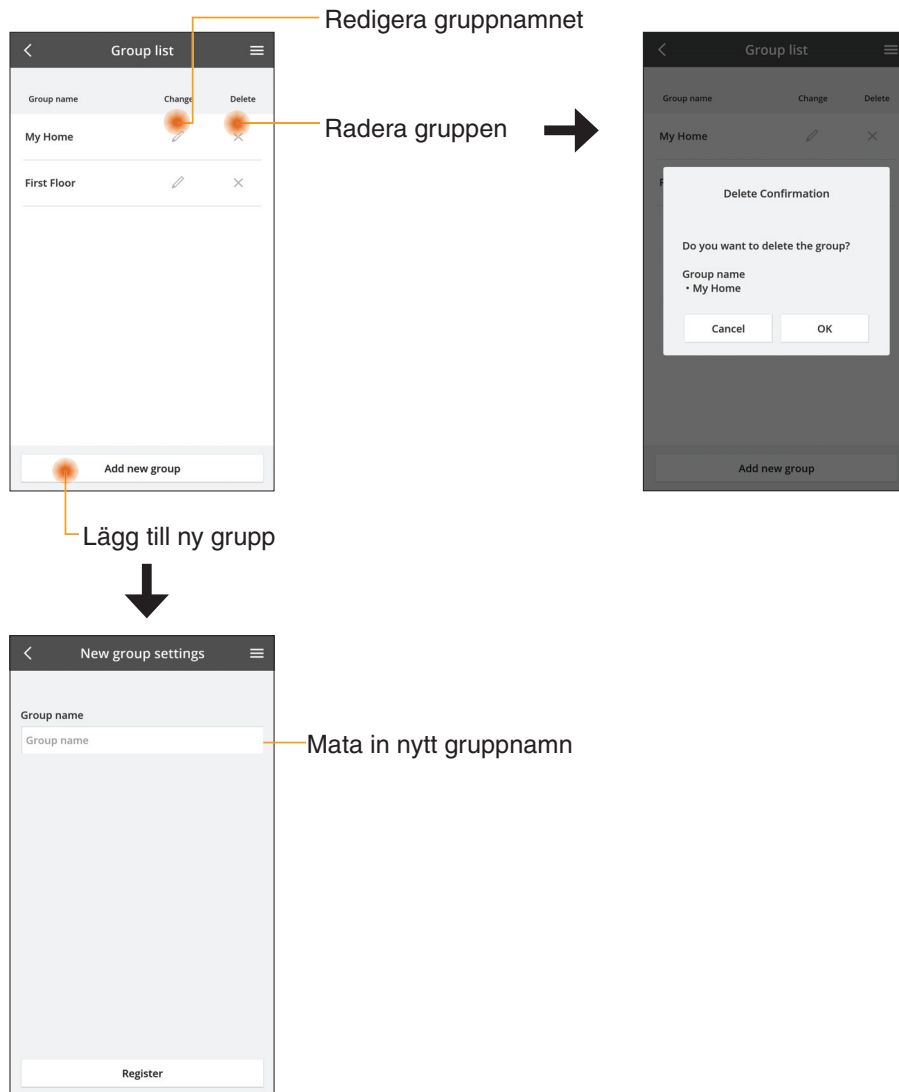 Redigera gruppnamnet
Group list
Group name Change Delete
My Home
First Floor
Add new group
Radera gruppen
Group list
Group name Change Delete
My Home
F
Delete Confirmation
Do you want to delete the group?
Group name
• My Home
Cancel OK
Add new group
Lägg till ny grupp
New group settings
Group name
Group name
Mata in nytt gruppnamn
Register